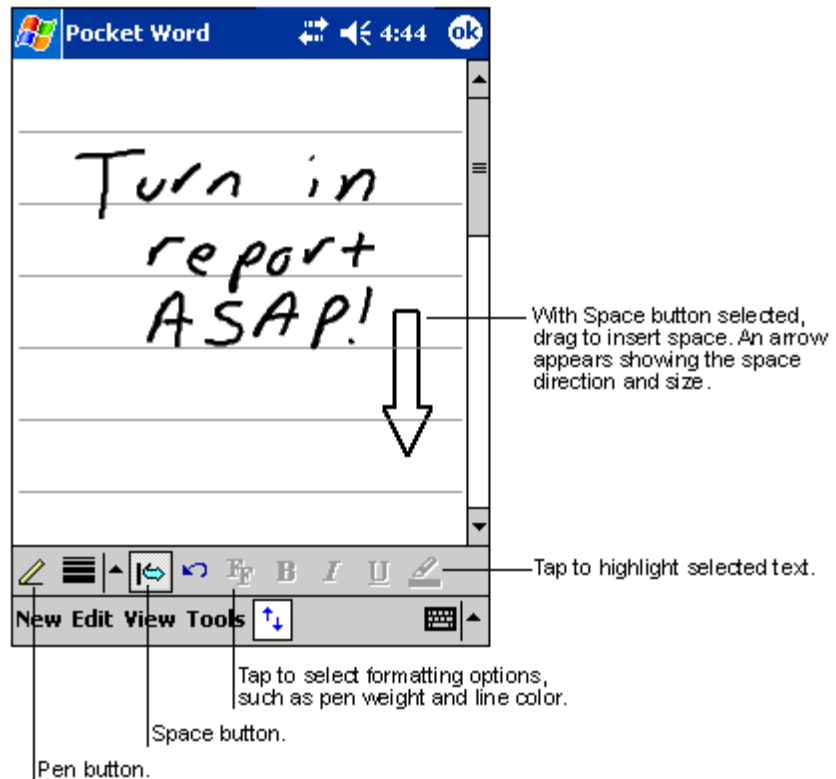 Pocket Word 4:44 ok
Turn in
report
ASAP!
With Space button selected,
drag to insert space. An arrow
appears showing the space
direction and size.
FF B I U
Tap to highlight selected text.
New Edit View Tools
Tap to select formatting options,
such as pen weight and line color.
Space button.
Pen button.